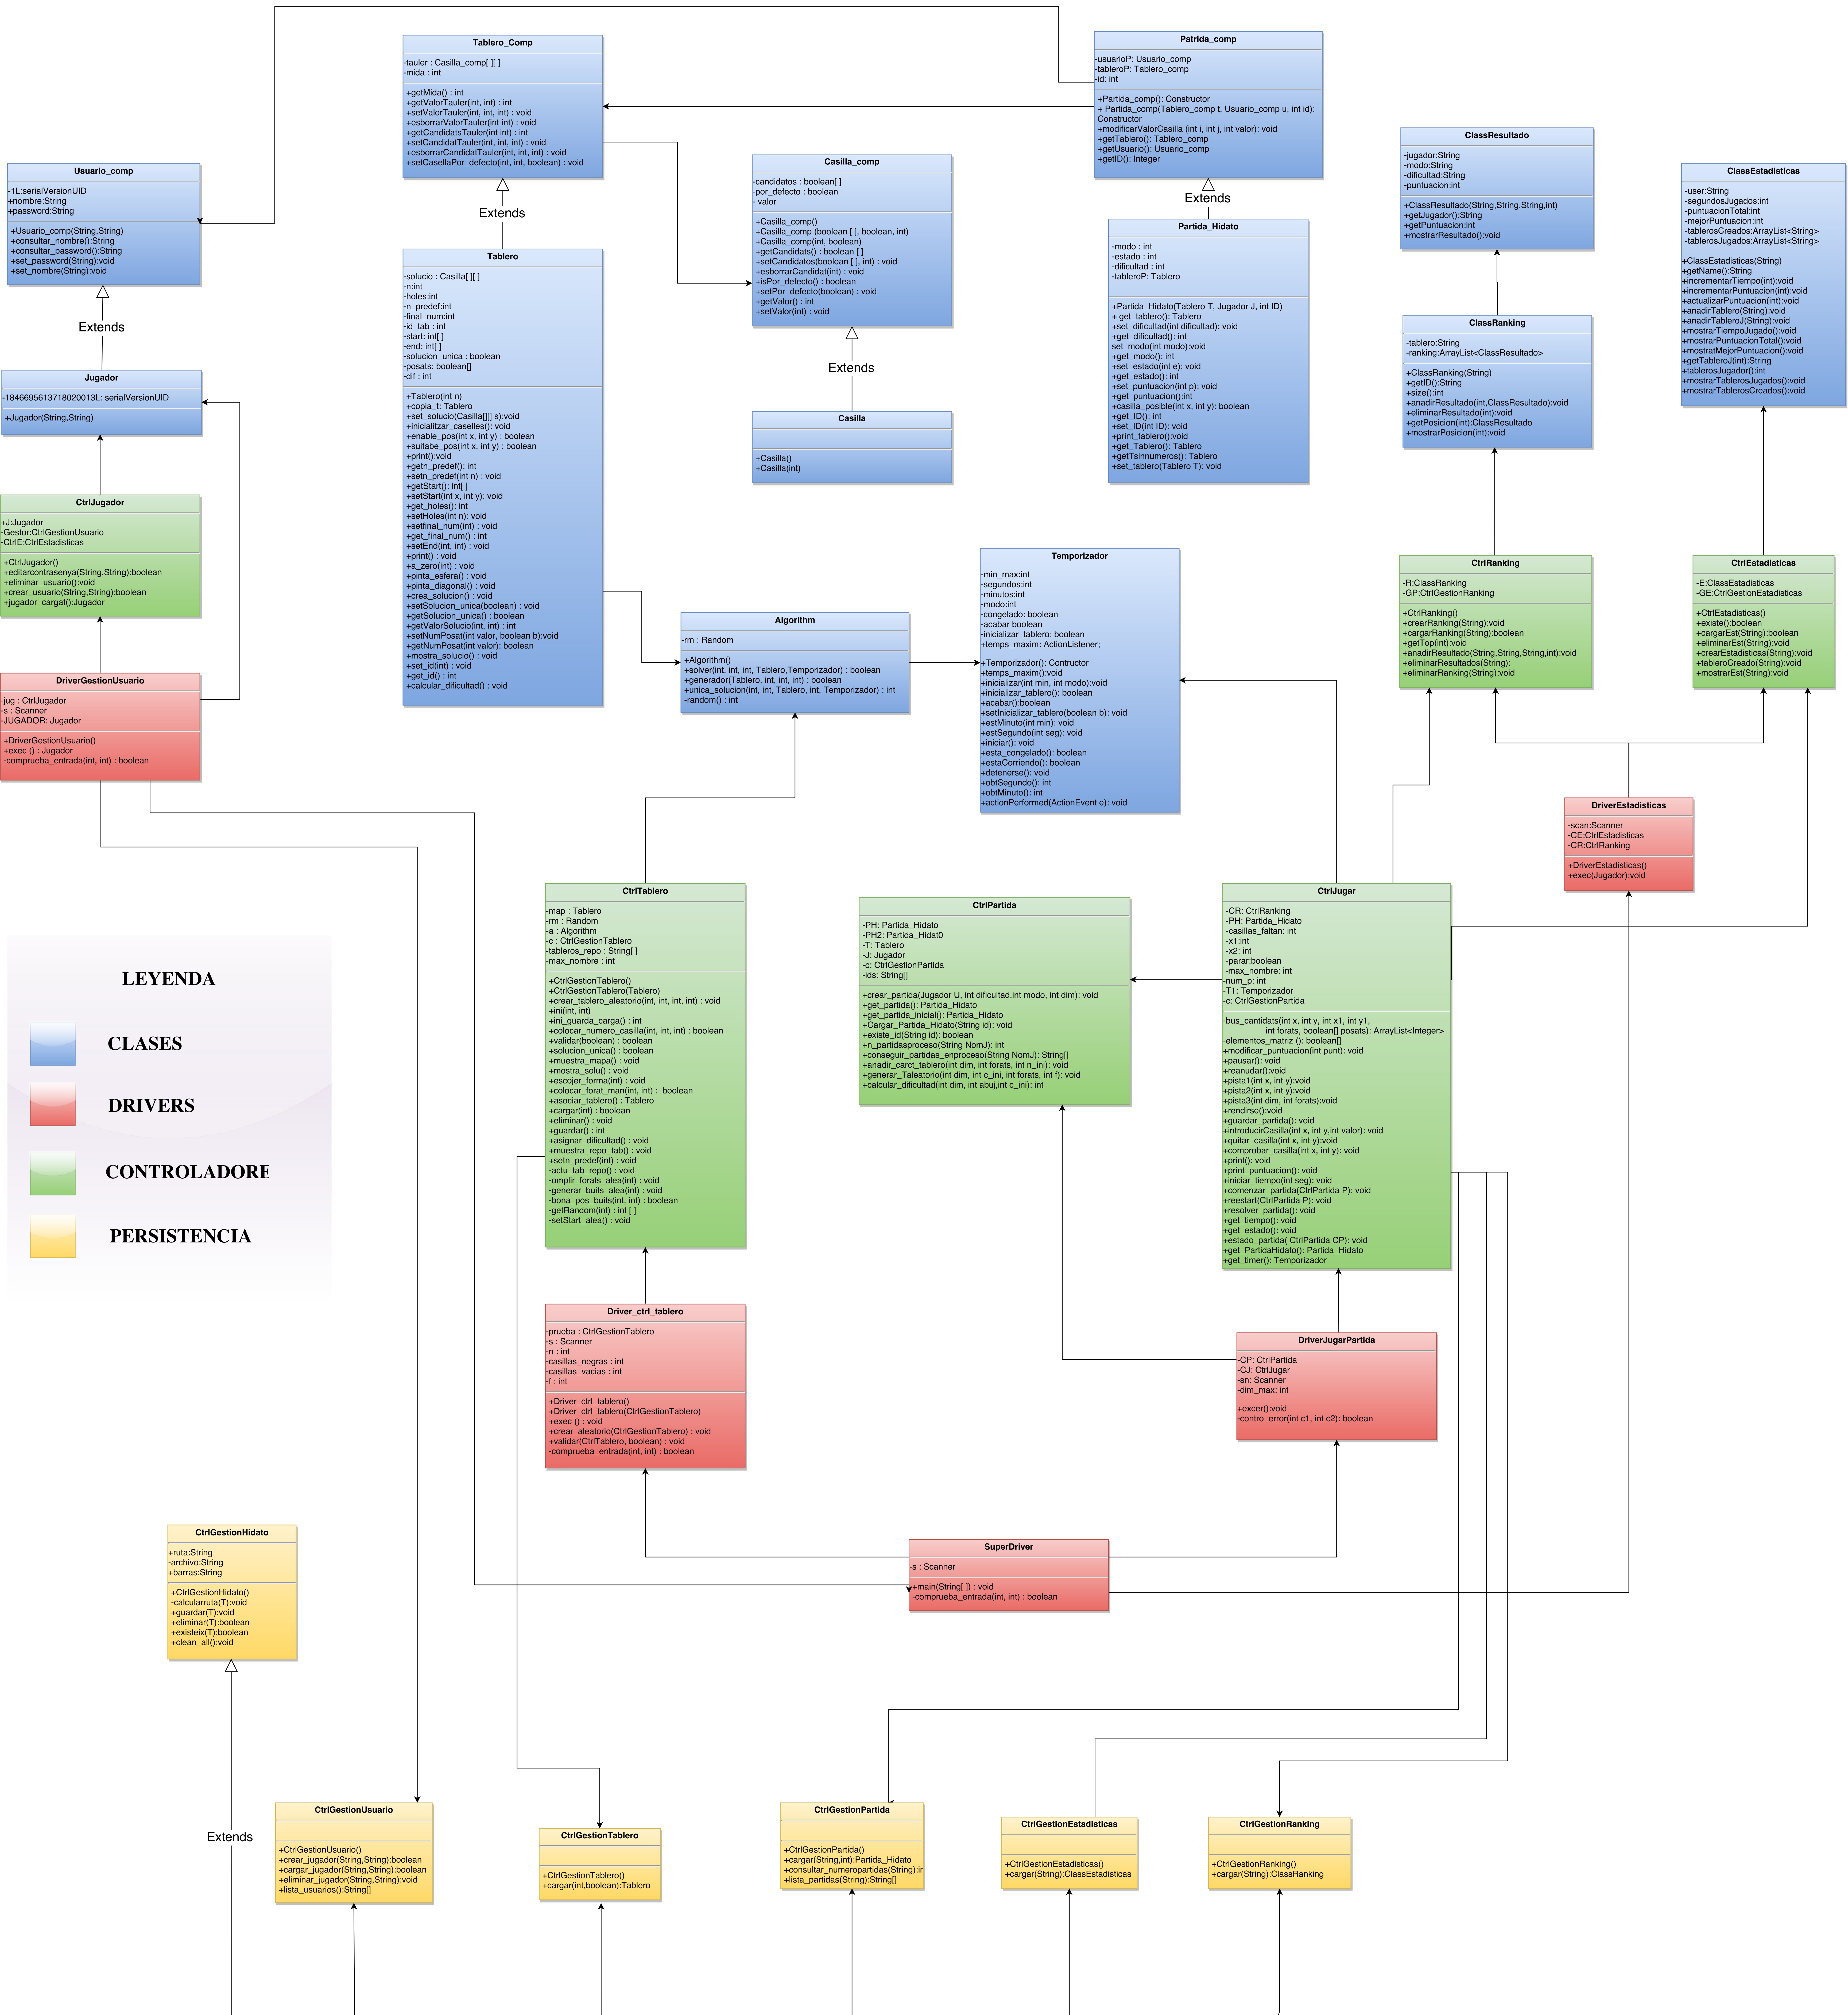 Tablero_Comp
-tauler : Casilla_comp[ ][ ]
-mida : int
+getMida() : int
+getValorTauler(int, int) : int
+setValorTauler(int, int, int) : void
+esborrarValorTauler(int int) : void
+getCandidatsTauler(int int) : int
+setCandidatTauler(int, int, int) : void
+esborrarCandidatTauler(int, int, int) : void
+setCasellaPor_defecto(int, int, boolean) : void
Patrida_comp
-usuarioP: Usuario_comp
-tableroP: Tablero_comp
-id: int
+Partida_comp(): Constructor
+ Partida_comp(Tablero_comp t, Usuario_comp u, int id):
Constructor
+modificarValorCasilla (int i, int j, int valor): void
+getTablero(): Tablero_comp
+getUsuario(): Usuario_comp
+getID(): Integer
ClassResultado
-jugador:String
-modo:String
-dificultad:String
-puntuacion:int
+ClassResultado(String,String,String,int)
+getJugador():String
+getPuntuacion:int
+mostrarResultado():void
Usuario_comp
-1L:serialVersionUID
+nombre:String
+password:String
+Usuario_comp(String,String)
+consultar_nombre():String
+consultar_password():String
+set_password(String):void
+set_nombre(String):void
Casilla_comp
-candidatos : boolean[ ]
-por_defecto : boolean
- valor
+Casilla_comp()
+Casilla_comp (boolean [ ], boolean, int)
+Casilla_comp(int, boolean)
+getCandidats() : boolean [ ]
+setCandidatos(boolean [ ], int) : void
+esborrarCandidat(int) : void
+isPor_defecto() : boolean
+setPor_defecto(boolean) : void
+getValor() : int
+setValor(int) : void
ClassEstadisticas
-user:String
-segundosJugados:int
-puntuacionTotal:int
-mejorPuntuacion:int
-tablerosCreados:ArrayList<String>
-tablerosJugados:ArrayList<String>
+ClassEstadisticas(String)
+getName():String
+incrementarTiempo(int):void
+incrementarPuntuacion(int):void
+actualizarPuntuacion(int):void
+anadirTablero(String):void
+anadirTableroJ(String):void
+mostrarTiempoJugado():void
+mostrarPuntuacionTotal():void
+mostratMejorPuntuacion():void
+getTableroJ(int):String
+tablerosJugador():int
+mostrarTablerosJugados():void
+mostrarTablerosCreados():void
Extends
Extends
Extends
Extends
Tablero
-solucio : Casilla[ ][ ]
-n:int
-holes:int
-n_predef:int
-final_num:int
-id_tab : int
-start: int[ ]
-end: int[ ]
-solucion_unica : boolean
-posats: boolean[]
-dif : int
+Tablero(int n)
+copia_t: Tablero
+set_solucio(Casilla[][] s):void
+inicialitzar_caselles(): void
+enable_pos(int x, int y) : boolean
+suitabe_pos(int x, int y) : boolean
+print():void
+getn_predef(): int
+setn_predef(int n) : void
+getStart(): int[ ]
+setStart(int x, int y): void
+get_holes(): int
+setHoles(int n): void
+setfinal_num(int) : void
+get_final_num() : int
+setEnd(int, int) : void
+print() : void
+a_zero(int) : void
+pinta_esfera() : void
+pinta_diagonal() : void
+crea_solucion() : void
+setSolucion_unica(boolean) : void
+getSolucion_unica() : boolean
+getValorSolucio(int, int) : int
+setNumPosat(int valor, boolean b):void
+getNumPosat(int valor): boolean
+mostra_solucio() : void
+set_id(int) : void
+get_id() : int
+calcular_dificultad() : void
Partida_Hidato
-modo : int
-estado : int
-dificultad : int
-tableroP: Tablero
+Partida_Hidato(Tablero T, Jugador J, int ID)
+ get_tablero(): Tablero
+set_dificultad(int dificultad): void
+get_dificultad(): int
set_modo(int modo):void
+get_modo(): int
+set_estado(int e): void
+get_estado(): int
+set_puntuacion(int p): void
+get_puntuacion():int
+casilla_posible(int x, int y): boolean
+get_ID(): int
+set_ID(int ID): void
+print_tablero():void
+get_Tablero(): Tablero
+getTsinnumeros(): Tablero
+set_tablero(Tablero T): void
ClassRanking
-tablero:String
-ranking:ArrayList<ClassResultado>
+ClassRanking(String)
+getID():String
+size():int
+anadirResultado(int,ClassResultado):void
+eliminarResultado(int):void
+getPosicion(int):ClassResultado
+mostrarPosicion(int):void
Jugador
-1846695613718020013L: serialVersionUID
+Jugador(String,String)
Casilla
+Casilla()
+Casilla(int)
CtrlJugador
+J:Jugador
-Gestor:CtrlGestionUsuario
-CtrlE:CtrlEstadisticas
+CtrlJugador()
+editarcontrasenya(String,String):boolean
+eliminar_usuario():void
+crear_usuario(String,String):boolean
+jugador_cargat():Jugador
Temporizador
-min_max:int
-segundos:int
-minutos:int
-modo:int
-congelado: boolean
-acabar boolean
-inicializar_tablero: boolean
+temps_maxim: ActionListener;
+Temporizador(): Contructor
+temps_maxim(): void
+inicializar(int min, int modo):void
+inicializar_tablero(): boolean
+acabar():boolean
+setInicializar_tablero(boolean b): void
+estMinuto(int min): void
+estSegundo(int seg): void
+iniciar(): void
+esta_congelado(): boolean
+estaCorriendo(): boolean
+detenerse(): void
+obtSegundo(): int
+obtMinuto(): int
+actionPerformed(ActionEvent e): void
CtrlRanking
-R:ClassRanking
-GP:CtrlGestionRanking
+CtrlRanking()
+crearRanking(String):void
+cargarRanking(String):boolean
+getTop(int):void
+anadirResultado(String,String,String,int):void
+eliminarResultados(String):
+eliminarRanking(String):void
CtrlEstadisticas
-E:ClassEstadisticas
-GE:CtrlGestionEstadisticas
+CtrlEstadisticas()
+existe():boolean
+cargarEst(String):boolean
+eliminarEst(String):void
+crearEstadisticas(String):void
+tableroCreado(String):void
+mostrarEst(String):void
Algorithm
-rm : Random
+Algorithm()
+solver(int, int, int, Tablero,Temporizador) : boolean
+generador(Tablero, int, int, int) : boolean
+unica_solucion(int, int, Tablero, int, Temporizador) : int
-random() : int
DriverGestionUsuario
-jug : CtrlJugador
-s : Scanner
-JUGADOR: Jugador
+DriverGestionUsuario()
+exec () : Jugador
-comprueba_entrada(int, int) : boolean
DriverEstadisticas
-scan:Scanner
-CE:CtrlEstadisticas
-CR:CtrlRanking
+DriverEstadisticas()
+exec(Jugador):void
CtrlTablero
-map : Tablero
-rm : Random
-a : Algorithm
-c : CtrlGestionTablero
-tableros_repo : String[ ]
-max_nombre : int
+CtrlGestionTablero()
+CtrlGestionTablero(Tablero)
+crear_tablero_aleatorio(int, int, int, int) : void
+ini(int, int)
+ini_guarda_carga() : int
+colocar_numero_casilla(int, int, int) : boolean
+validar(boolean) : boolean
+solucion_unica() : boolean
+muestra_mapa() : void
+mostra_solu() : void
+escojer_forma(int) : void
+colocar_forat_man(int, int) : boolean
+asociar_tablero() : Tablero
+cargar(int) : boolean
+eliminar() : void
+guardar() : int
+asignar_dificultad() : void
+muestra_repo_tab() : void
+setn_predef(int) : void
-actu_tab_repo() : void
-omplir_forats_alea(int) : void
-generar_buits_alea(int) : void
-bona_pos_buits(int, int) : boolean
-getRandom(int) : int [ ]
-setStart_alea() : void
CtrlPartida
-PH: Partida_Hidato
-PH2: Partida_Hidat0
-T: Tablero
-J: Jugador
-c: CtrlGestionPartida
-ids: String[]
+crear_partida(Jugador U, int dificultad,int modo, int dim): void
+get_partida(): Partida_Hidato
+get_partida_inicial(): Partida_Hidato
+Cargar_Partida_Hidato(String id): void
+existe_id(String id): boolean
+n_partidasproceso(String NomJ): int
+conseguir_partidas_enproceso(String NomJ): String[]
+anadir_carct_tablero(int dim, int forats, int n_ini): void
+generar_Taleatorio(int dim, int c_ini, int forats, int f): void
+calcular_dificultad(int dim, int abuj,int c_ini): int
CtrlJugar
-CR: CtrlRanking
-PH: Partida_Hidato
-casillas_faltan: int
-x1:int
-x2: int
-parar:boolean
-max_nombre: int
-num_p: int
-T1: Temporizador
-c: CtrlGestionPartida
-bus_cantidats(int x, int y, int x1, int y1,
int forats, boolean[] posats): ArrayList<Integer>
-elementos_matriz (): boolean[]
+modificar_puntuacion(int punt): void
+pausar(): void
+reanudar():void
+pista1(int x, int y):void
+pista2(int x, int y):void
+pista3(int dim, int forats):void
+rendirse():void
+guardar_partida(): void
+introducirCasilla(int x, int y,int valor): void
+quitar_casilla(int x, int y):void
+comprobar_casilla(int x, int y): void
+print(): void
+print_puntuacion(): void
+iniciar_tiempo(int seg): void
+comenzar_partida(CtrlPartida P): void
+reestart(CtrlPartida P): void
+resolver_partida(): void
+get_tiempo(): void
+get_estado(): void
+estado_partida( CtrlPartida CP): void
+get_PartidaHidato(): Partida_Hidato
+get_timer(): Temporizador
LEYENDA
CLASES
DRIVERS
CONTROLADORE
PERSISTENCIA
Driver_ctrl_tablero
-prueba : CtrlGestionTablero
-s : Scanner
-n : int
-casillas_negras : int
-casillas_vacias : int
-f : int
+Driver_ctrl_tablero()
+Driver_ctrl_tablero(CtrlGestionTablero)
+exec () : void
+crear_aleatorio(CtrlGestionTablero) : void
+validar(CtrlTablero, boolean) : void
-comprueba_entrada(int, int) : boolean
DriverJugarPartida
-CP: CtrlPartida
-CJ: CtrlJugar
-sn: Scanner
-dim_max: int
+excer():void
-contro_error(int c1, int c2): boolean
SuperDriver
-s : Scanner
+main(String[ ]) : void
-comprueba_entrada(int, int) : boolean
CtrlGestionHidato
+ruta:String
-archivo:String
+barras:String
+CtrlGestionHidato()
-calcularruta(T):void
+guardar(T):void
+eliminar(T):boolean
+existeix(T):boolean
+clean_all():void
Extends
CtrlGestionUsuario
+CtrlGestionUsuario()
+crear_jugador(String,String):boolean
+cargar_jugador(String,String):boolean
+eliminar_jugador(String,String):void
+lista_usuarios():String[]
CtrlGestionTablero
+CtrlGestionTablero()
+cargar(int,boolean):Tablero
CtrlGestionPartida
+CtrlGestionPartida()
+cargar(String,int):Partida_Hidato
+consultar_numeropartidas(String):ir
+lista_partidas(String):String[]
CtrlGestionEstadisticas
+CtrlGestionEstadisticas()
+cargar(String):ClassEstadisticas
CtrlGestionRanking
+CtrlGestionRanking()
+cargar(String):ClassRanking